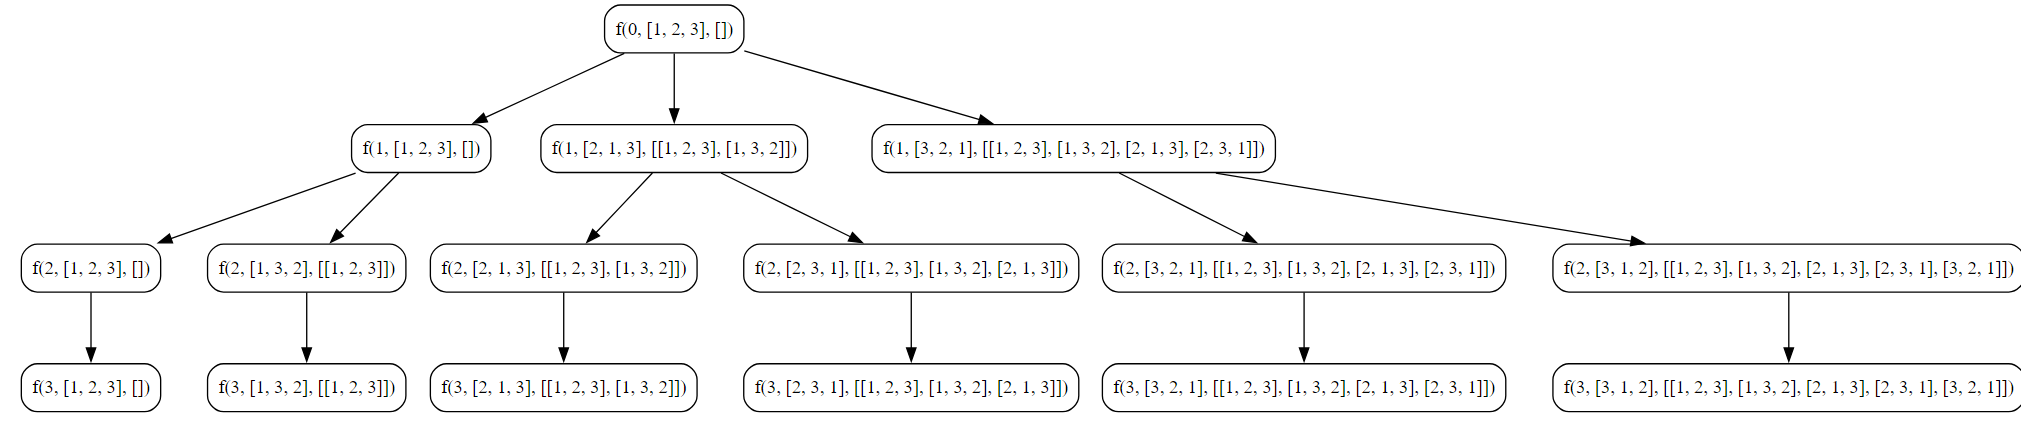 f(0, [1, 2, 3], [])
f(1, [1, 2, 3], [])
f(1, [2, 1, 3], [[1, 2, 3], [1, 3, 2]])
f(1, [3, 2, 1], [[1, 2, 3], [1, 3, 2], [2, 1, 3], [2, 3, 1]])
f(2, [1, 2, 3], [])
f(2, [1, 3, 2], [[1, 2, 3]])
f(2, [2, 1, 3], [[1, 2, 3], [1, 3, 2]])
f(2, [2, 3, 1], [[1, 2, 3], [1, 3, 2], [2, 1, 3]])
f(2, [3, 2, 1], [[1, 2, 3], [1, 3, 2], [2, 1, 3], [2, 3, 1]])
f(2, [3, 1, 2], [[1, 2, 3], [1, 3, 2], [2, 1, 3], [2, 3, 1], [3, 2, 1]])
f(3, [1, 2, 3], [])
f(3, [1, 3, 2], [[1, 2, 3]])
f(3, [2, 1, 3], [[1, 2, 3], [1, 3, 2]])
f(3, [2, 3, 1], [[1, 2, 3], [1, 3, 2], [2, 1, 3]])
f(3, [3, 2, 1], [[1, 2, 3], [1, 3, 2], [2, 1, 3], [2, 3, 1]])
f(3, [3, 1, 2], [[1, 2, 3], [1, 3, 2], [2, 1, 3], [2, 3, 1], [3, 2, 1]])